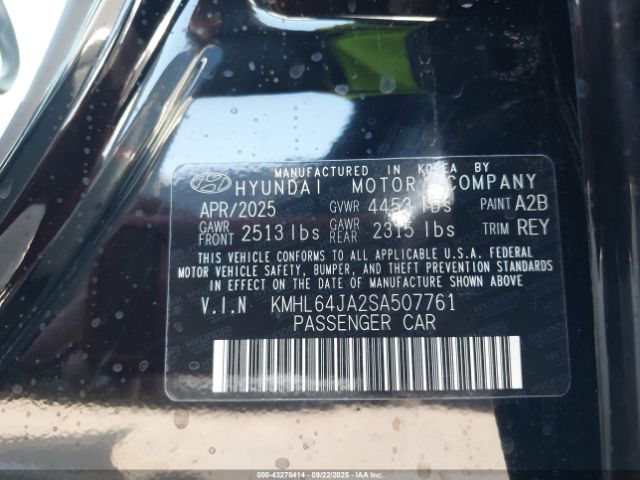 MANUFACTURED IN KOREA BY
HYUNDAI MOTOR COMPANY
APR/2025 GVWR 4453 lbs PAINT A2B
GAWR FRONT 2513 lbs GAWR REAR 2315 lbs TRIM REY
THIS VEHICLE CONFORMS TO ALL APPLICABLE U.S.A. FEDERAL
MOTOR VEHICLE SAFETY, BUMPER, AND THEFT PREVENTION STANDARDS
IN EFFECT ON THE DATE OF MANUFACTURE SHOWN ABOVE.
V.I.N KMHL64JA2SA507761
PASSENGER CAR
000-43278414 - 09/22/2025 - IAAI.COM